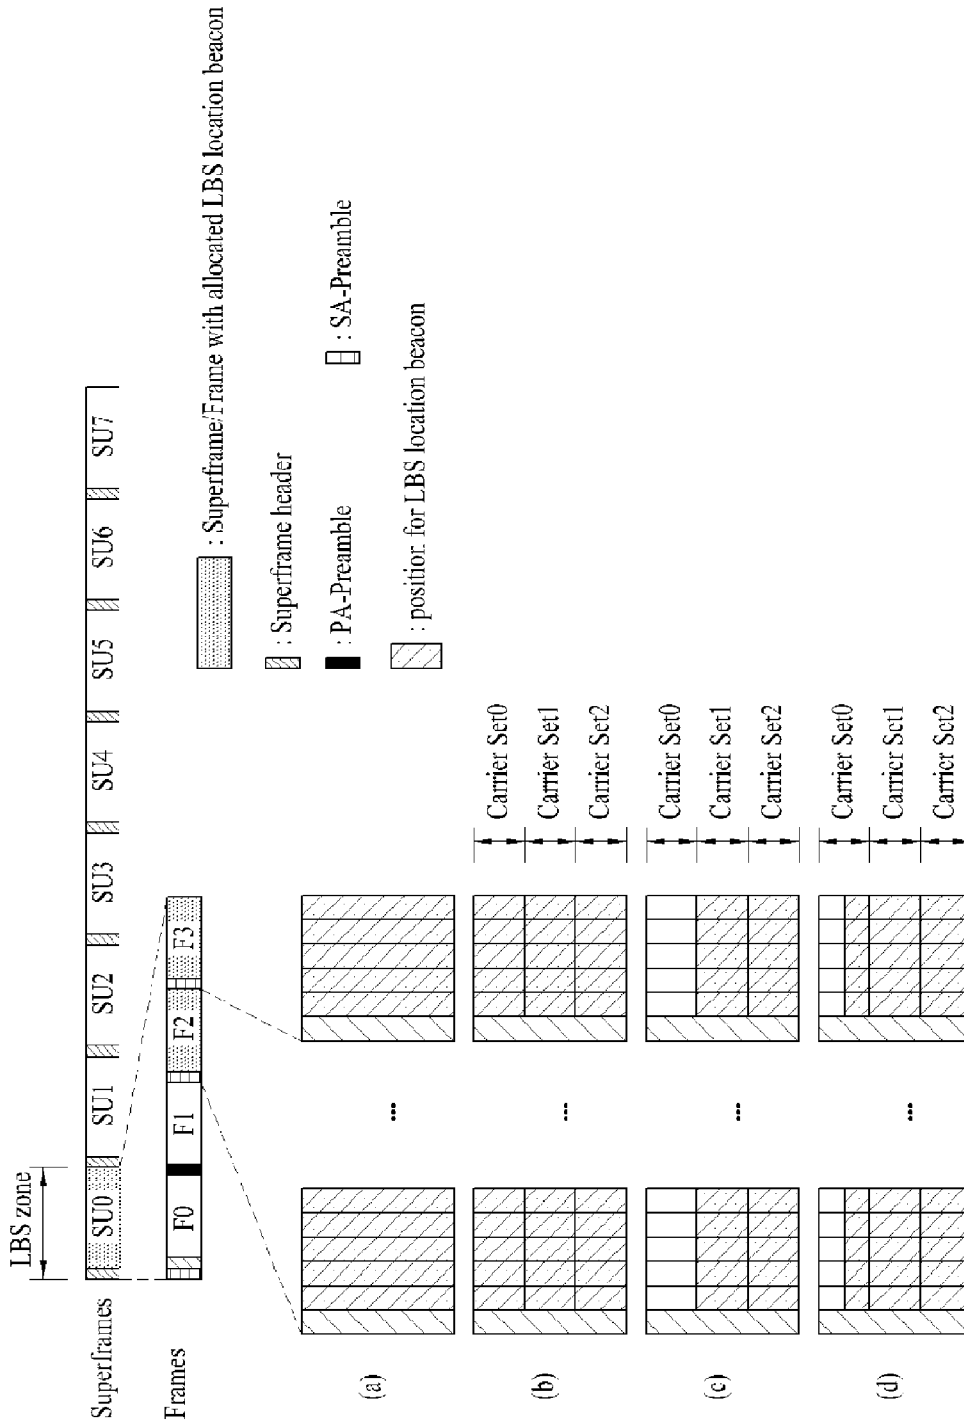 LBS zone
Superframes
SU0 SU1 SU2 SU3 SU4 SU5 SU6 SU7
Frames
F0 F1 F2 F3
: Superframe/Frame with allocated LBS location beacon
: Superframe header
: PA-Preamble
: SA-Preamble
: position for LBS location beacon
(a)
...
(b)
...
Carrier Set0
Carrier Set1
Carrier Set2
(c)
...
Carrier Set0
Carrier Set1
Carrier Set2
(d)
...
Carrier Set0
Carrier Set1
Carrier Set2